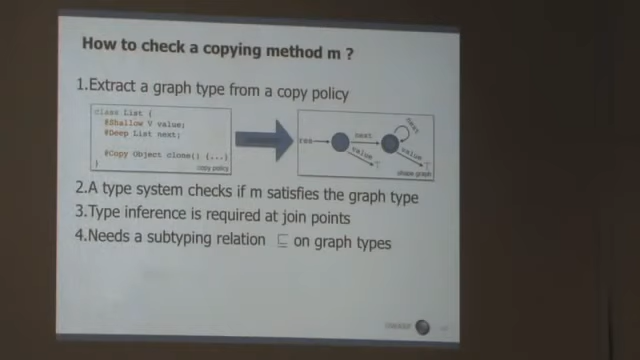 How to check a copying method m ?
1.Extract a graph type from a copy policy
class List {
@Shallow V value;
@Deep List next;
@Copy Object clone() {...}
}
copy policy
res
next
next
value
value
shape graph
2.A type system checks if m satisfies the graph type
3.Type inference is required at join points
4.Needs a subtyping relation ⊑ on graph types